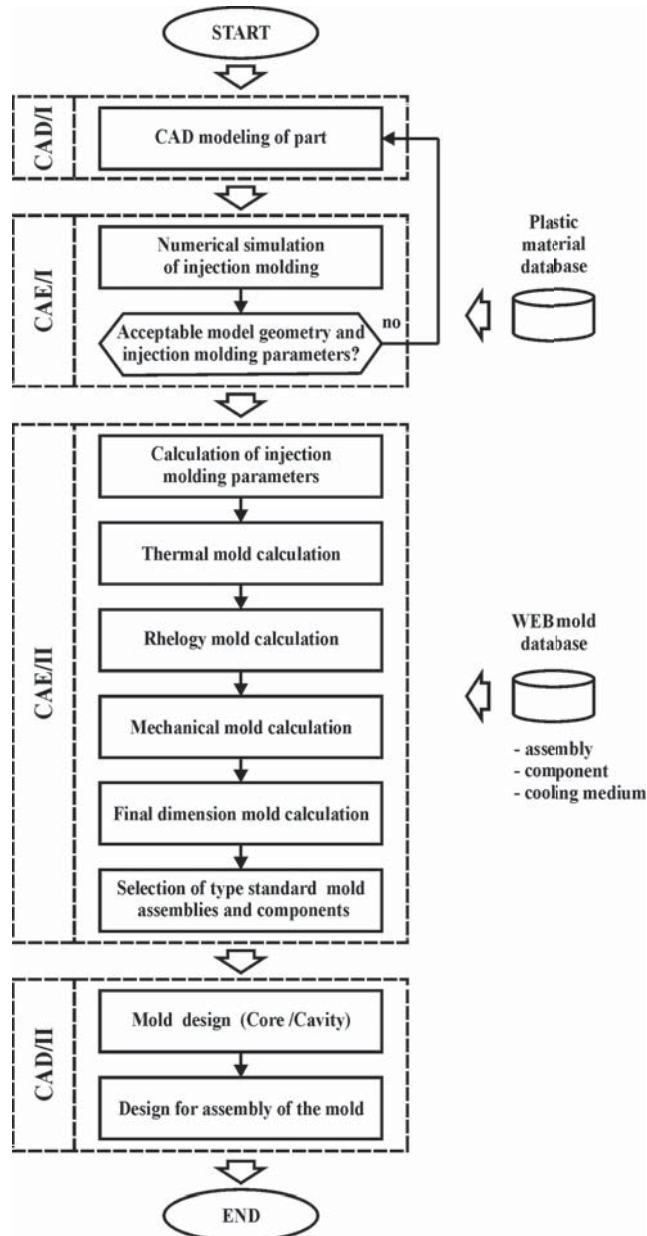 START
CAD/I
CAD modeling of part
CAE/I
Numerical simulation
of injection molding
Acceptable model geometry and
injection molding parameters?
no
Plastic
material
database
CAE/II
Calculation of injection
molding parameters
Thermal mold calculation
Rhelogy mold calculation
Mechanical mold calculation
Final dimension mold calculation
Selection of type standard mold
assemblies and components
WEB mold
database
- assembly
- component
- cooling medium
CAD/II
Mold design (Core /Cavity)
Design for assembly of the mold
END